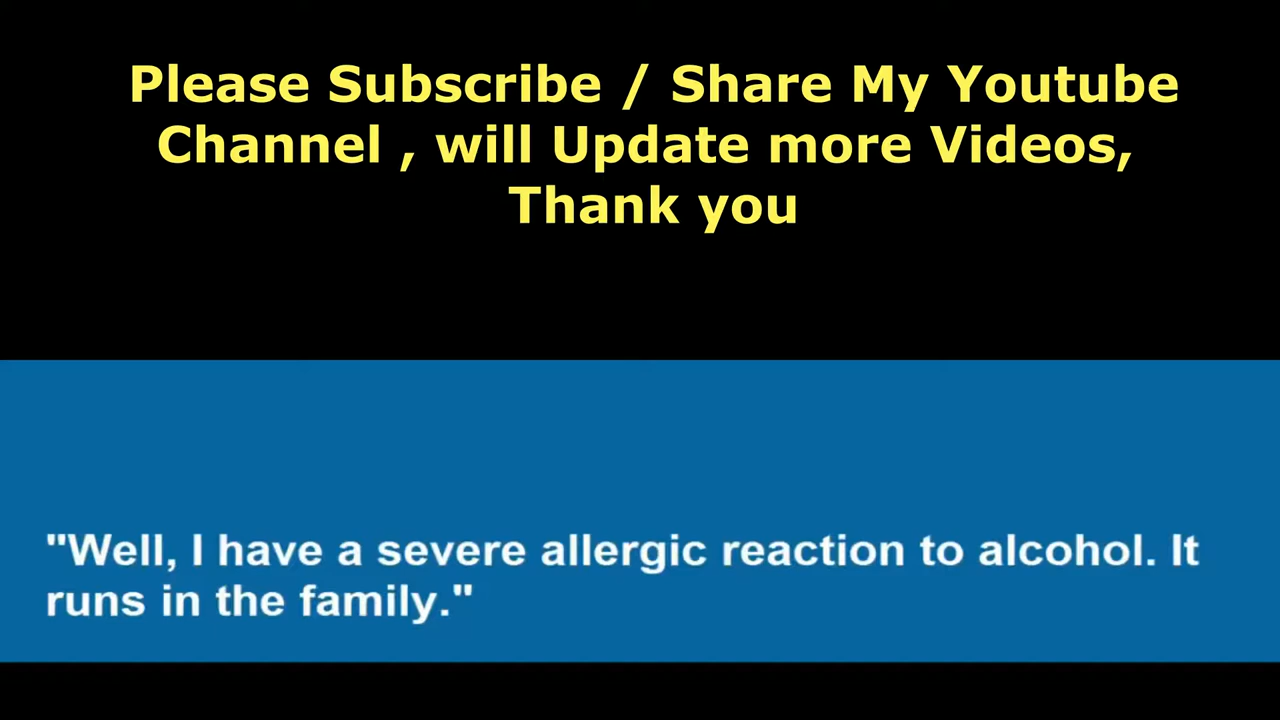 Please Subscribe / Share My Youtube
Channel , will Update more Videos,
Thank you
"Well, I have a severe allergic reaction to alcohol. It
runs in the family."